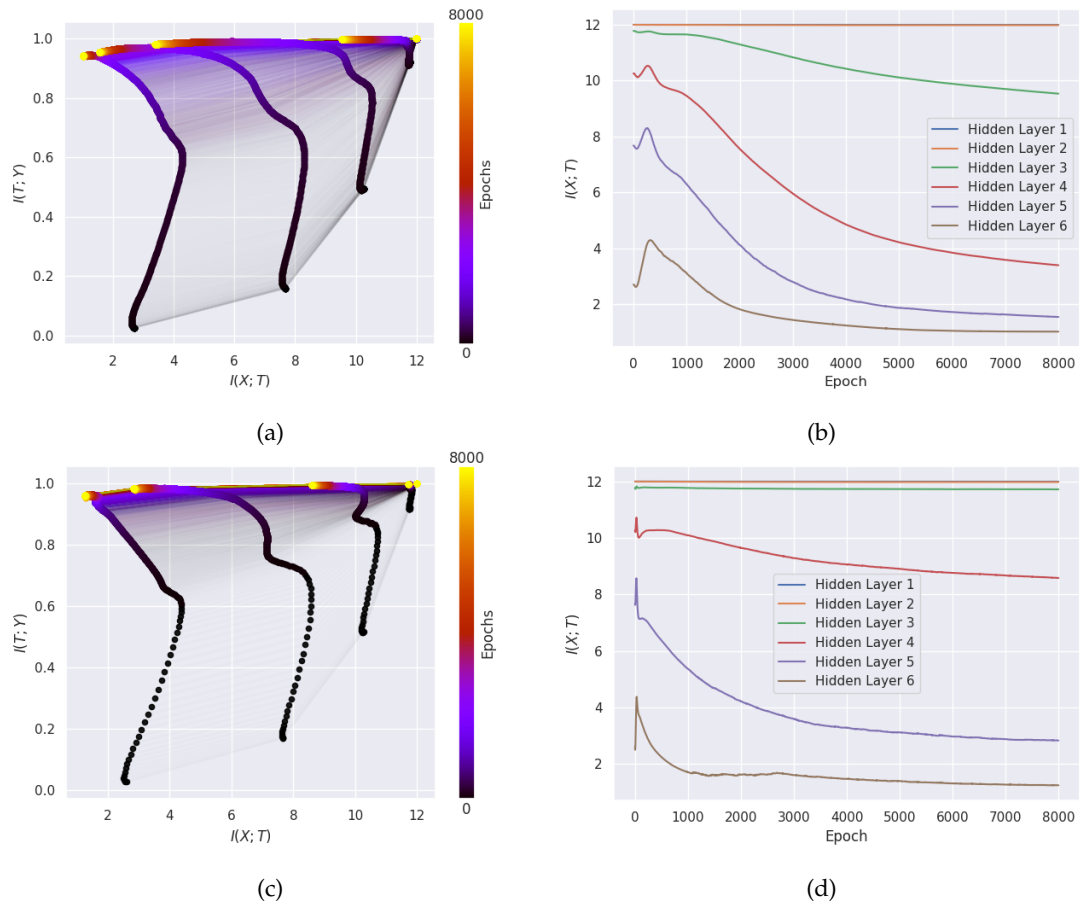 8000
1.0
0.8
0.6
0.4
0.2
0.0
I(T; Y)
2 4 6 8 10 12
I(X; T)
Epochs
0
(a)
12
10
8
6
4
2
I(X; T)
0 1000 2000 3000 4000 5000 6000 7000 8000
Epoch
Hidden Layer 1
Hidden Layer 2
Hidden Layer 3
Hidden Layer 4
Hidden Layer 5
Hidden Layer 6
(b)
8000
1.0
0.8
0.6
0.4
0.2
0.0
I(T; Y)
2 4 6 8 10 12
I(X; T)
Epochs
0
(c)
12
10
8
6
4
2
I(X; T)
0 1000 2000 3000 4000 5000 6000 7000 8000
Epoch
Hidden Layer 1
Hidden Layer 2
Hidden Layer 3
Hidden Layer 4
Hidden Layer 5
Hidden Layer 6
(d)